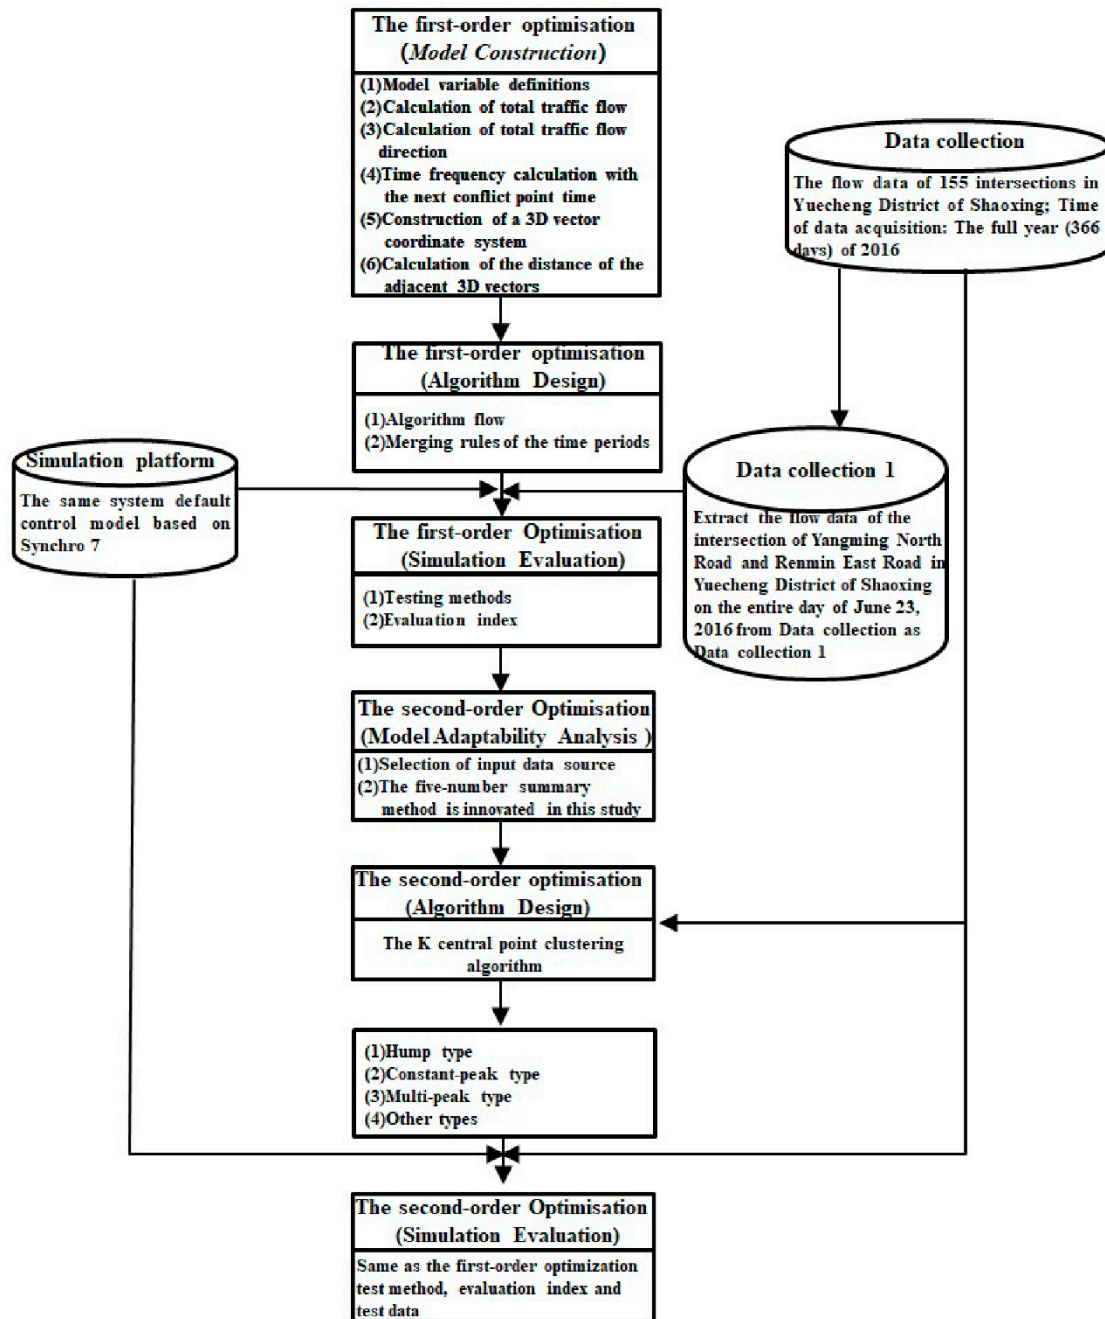 The first-order optimisation
(Model Construction)
(1)Model variable definitions
(2)Calculation of total traffic flow
(3)Calculation of total traffic flow
direction
(4)Time frequency calculation with
the next conflict point time
(5)Construction of a 3D vector
coordinate system
(6)Calculation of the distance of the
adjacent 3D vectors
Data collection
The flow data of 155 intersections in
Yuecheng District of Shaoxing; Time
of data acquisition: The full year (366
days) of 2016
The first-order optimisation
(Algorithm Design)
(1)Algorithm flow
(2)Merging rules of the time periods
Simulation platform
The same system default
control model based on
Synchro 7
Data collection 1
Extract the flow data of the
intersection of Yangming North
Road and Renmin East Road in
Yuecheng District of Shaoxing
on the entire day of June 23,
2016 from Data collection as
Data collection 1
The first-order Optimisation
(Simulation Evaluation)
(1)Testing methods
(2)Evaluation index
The second-order Optimisation
(Model Adaptability Analysis )
(1)Selection of input data source
(2)The five-number summary
method is innovated in this study
The second-order optimisation
(Algorithm Design)
The K central point clustering
algorithm
(1)Hump type
(2)Constant-peak type
(3)Multi-peak type
(4)Other types
The second-order Optimisation
(Simulation Evaluation)
Same as the first-order optimization
test method, evaluation index and
test data